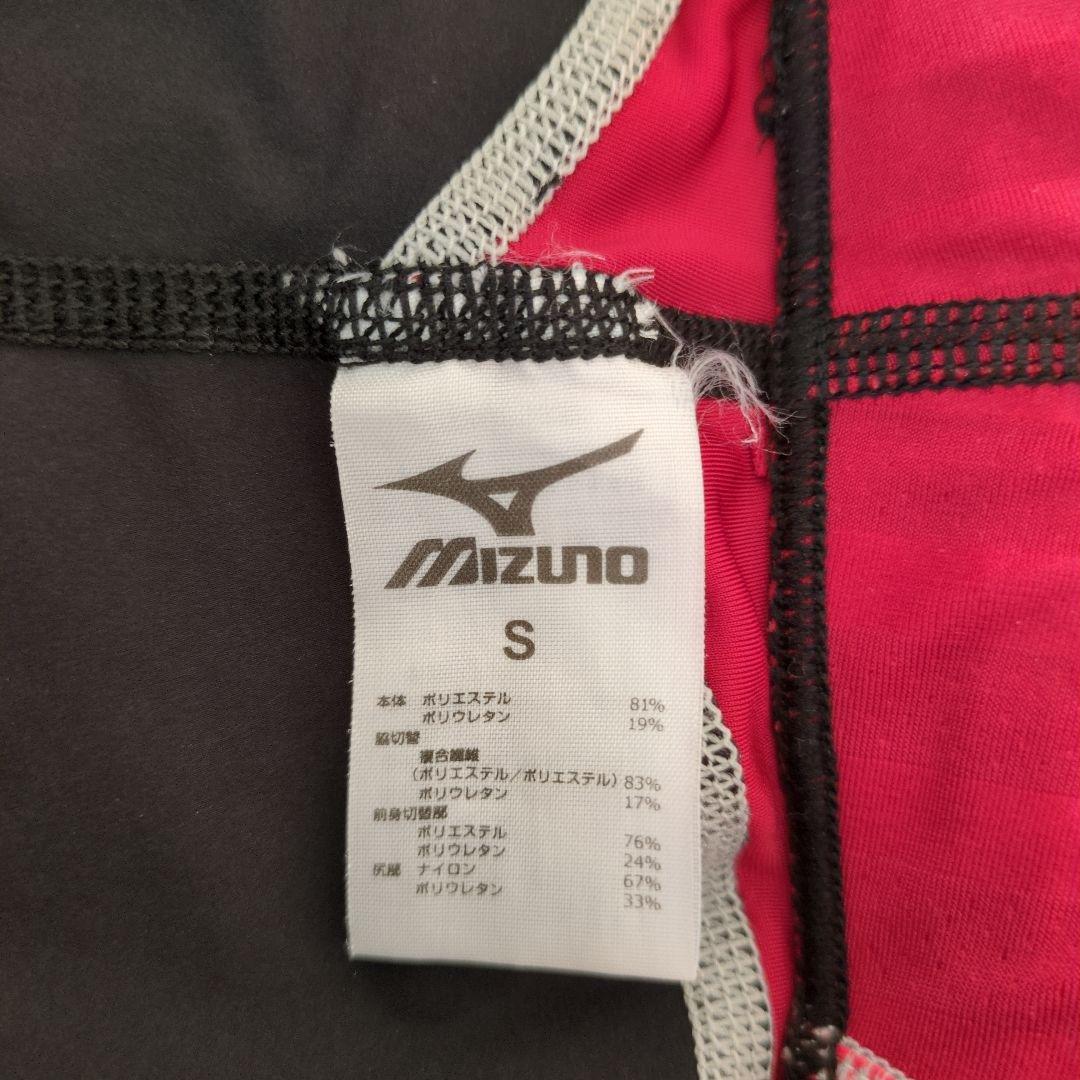 MIZUNO
S
本体 ポリエステル 81%
ポリウレタン 19%
脇切替
複合繊維
(ポリエステル/ポリエステル) 83%
ポリウレタン 17%
前身切替部
ポリエステル 76%
ポリウレタン 24%
尻部 ナイロン 67%
ポリウレタン 33%